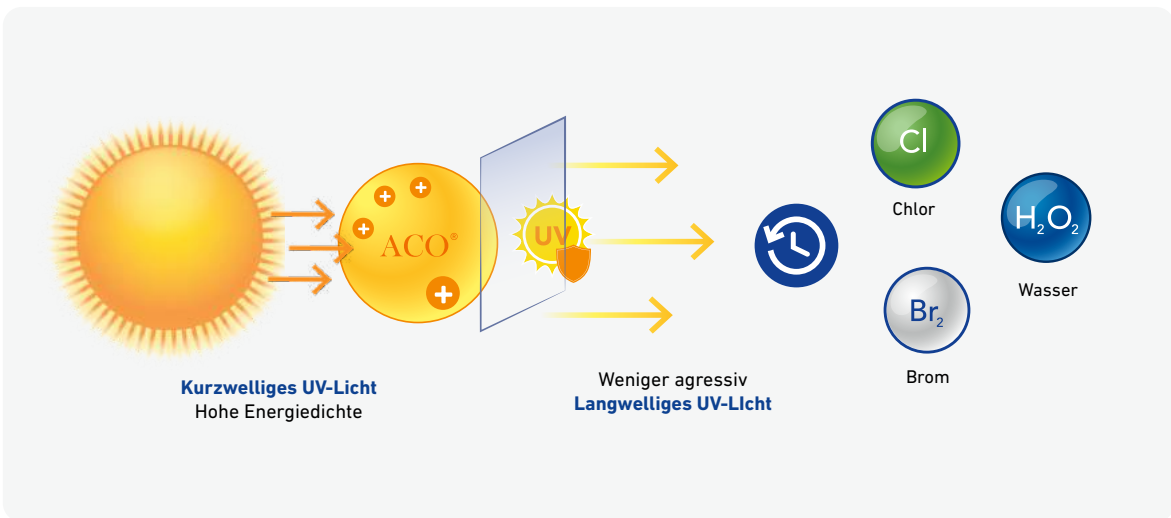 ACO®
UV
Kurzwelliges UV-Licht
Hohe Energiedichte
Weniger agressiv
Langwelliges UV-LIcht
Cl
Chlor
H₂O₂
Wasser
Br₂
Brom